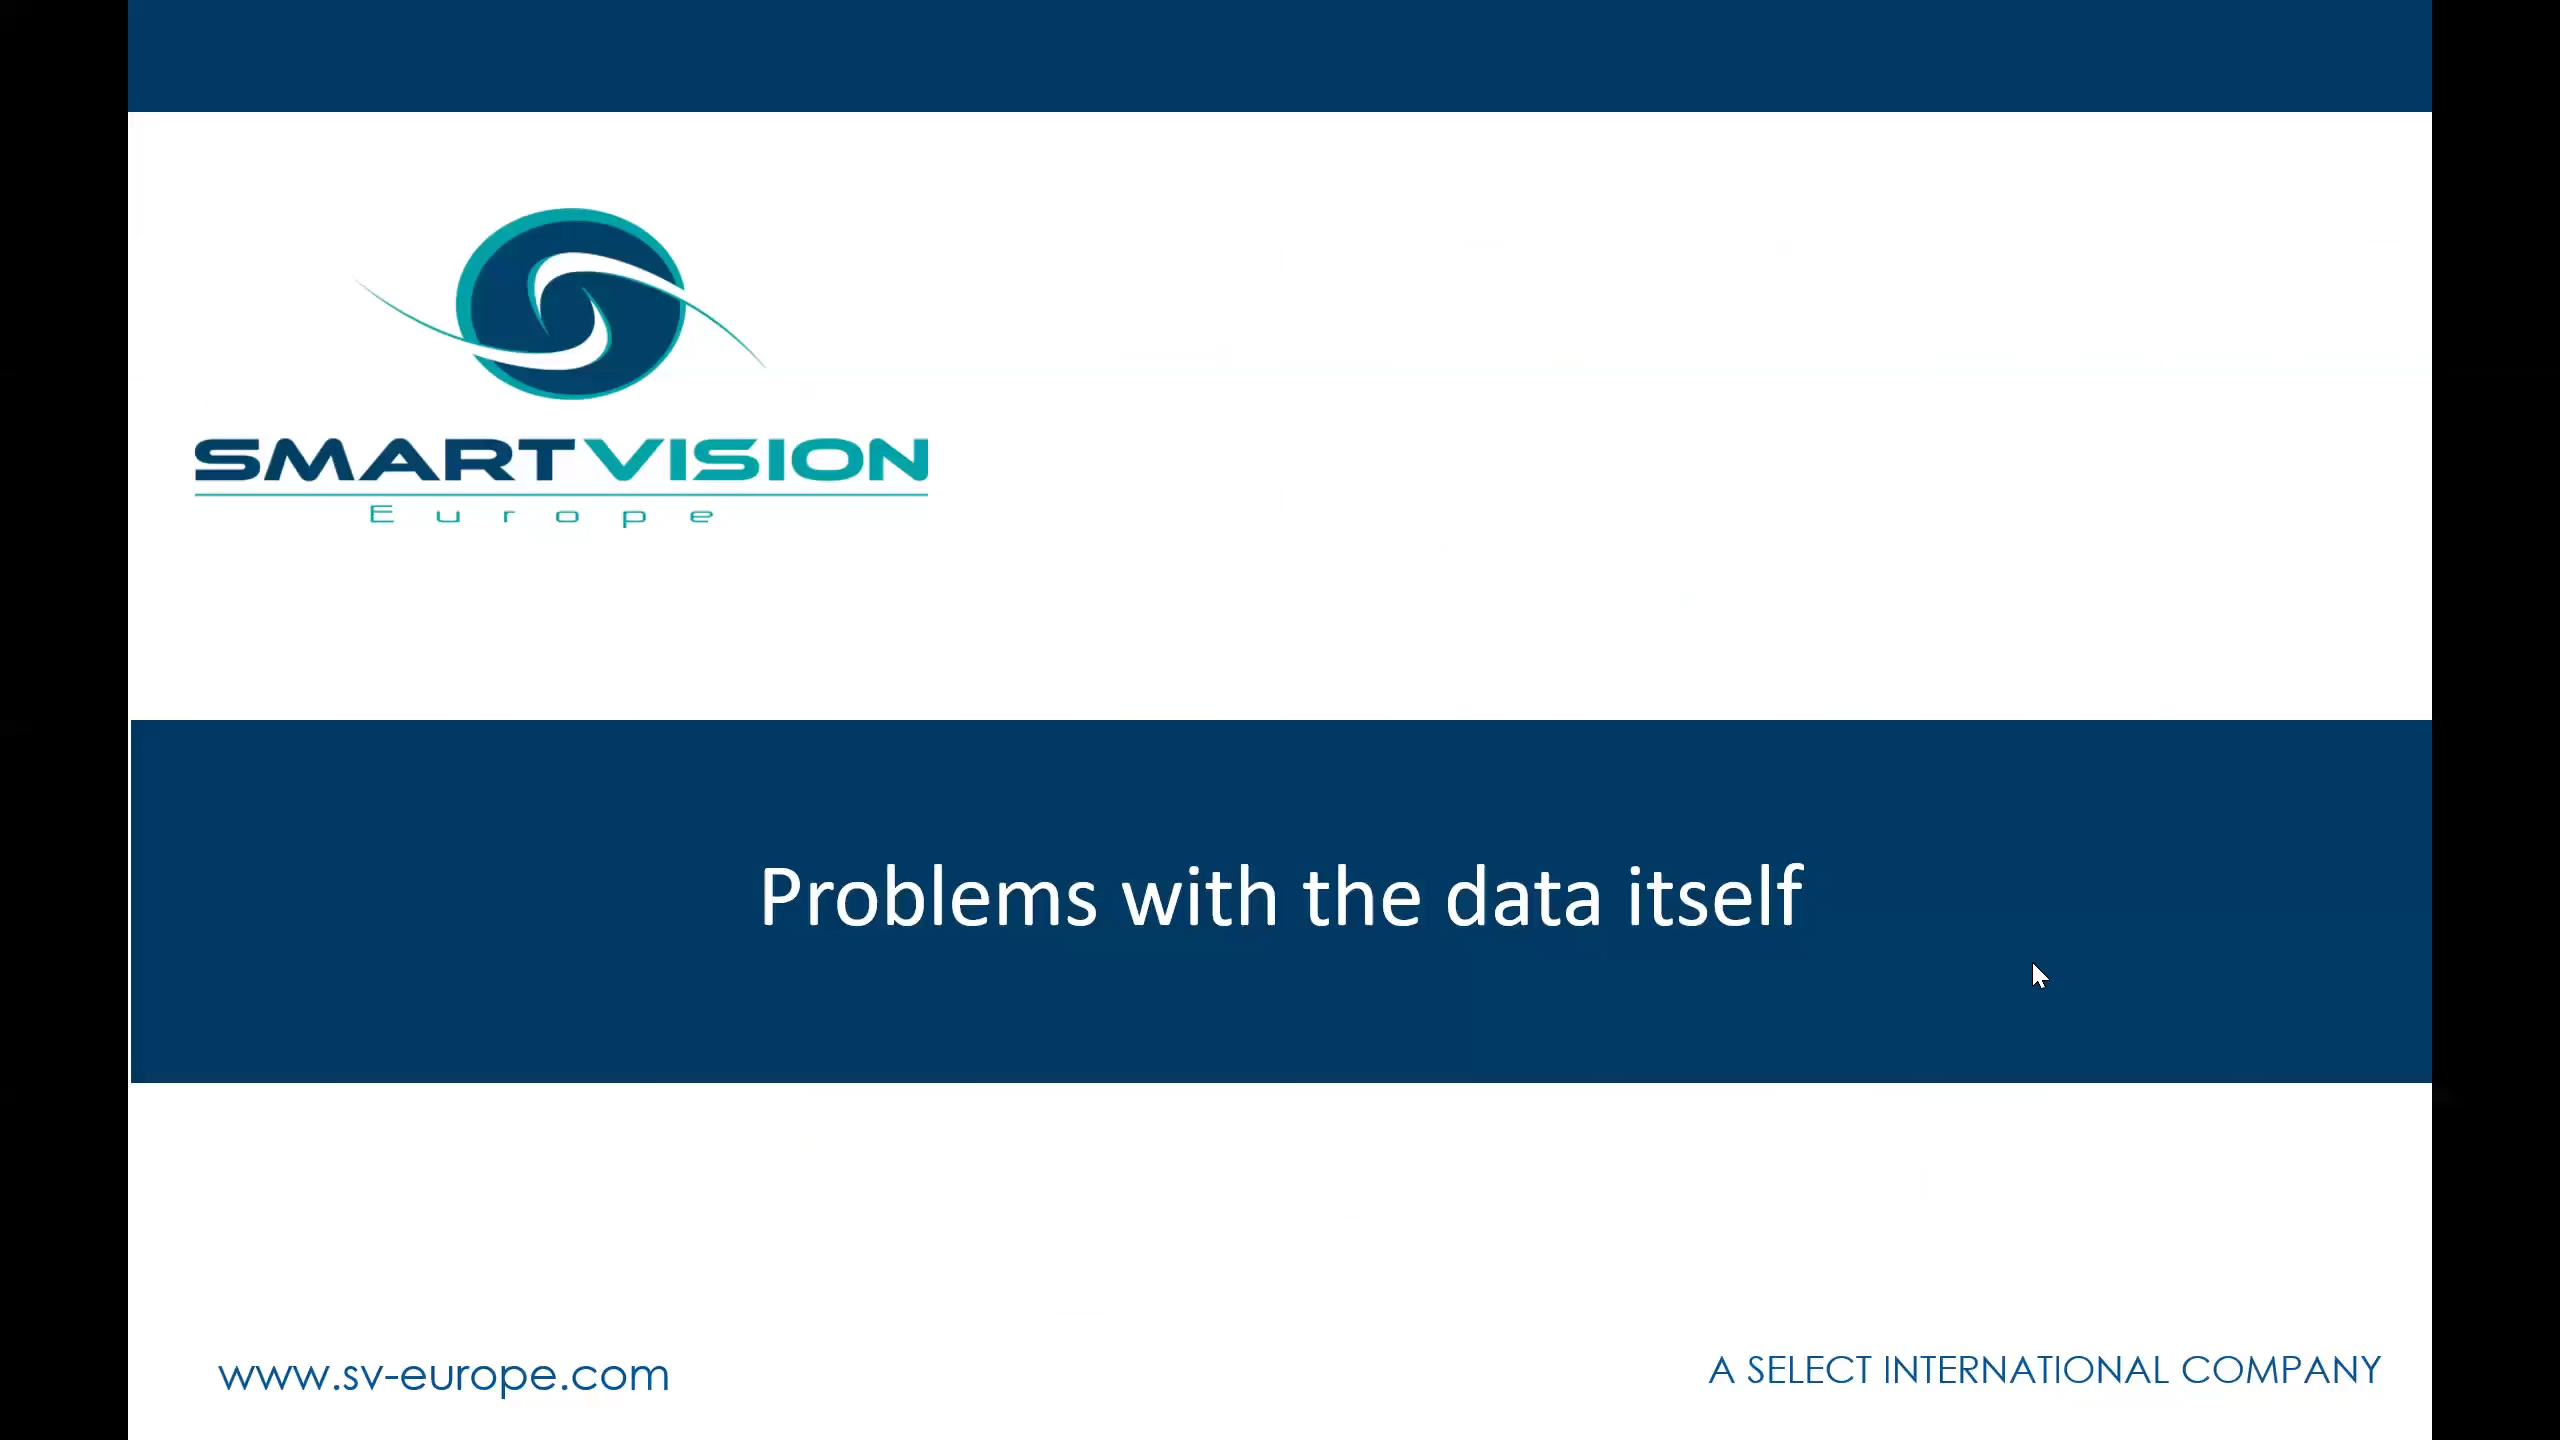 SMARTVISION
Europe
Problems with the data itself
www.sv-europe.com
A SELECT INTERNATIONAL COMPANY